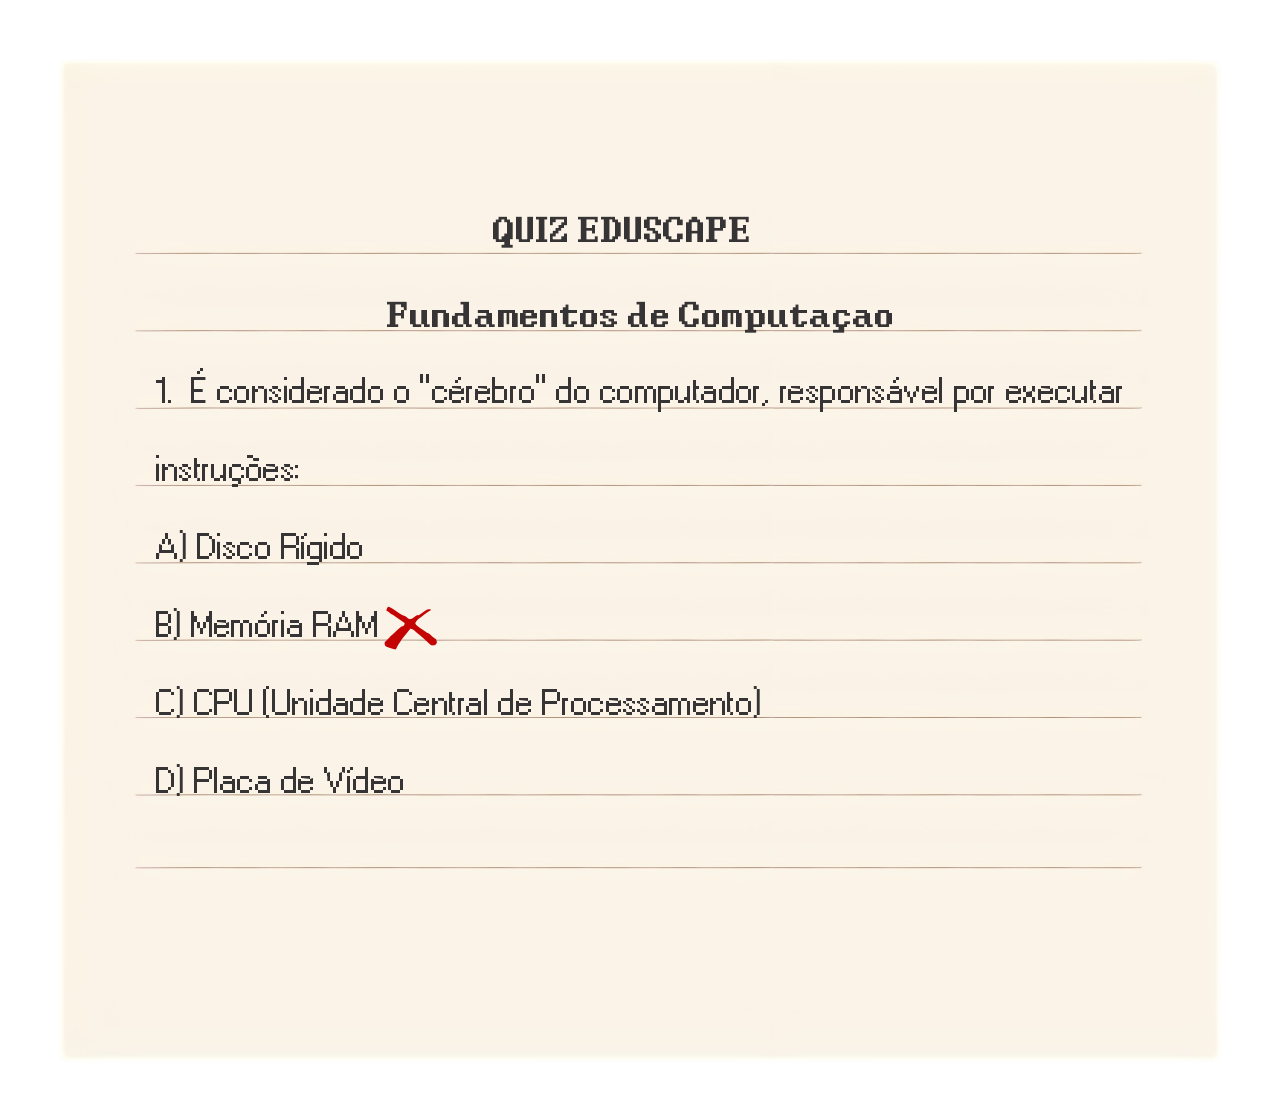 QUIZ EDUSCAPE
Fundamentos de Computaçao
1. É considerado o "cérebro" do computador, responsável por executar
instruções:
A) Disco Rígido
B) Memória RAM
C) CPU (Unidade Central de Processamento)
D) Placa de Vídeo